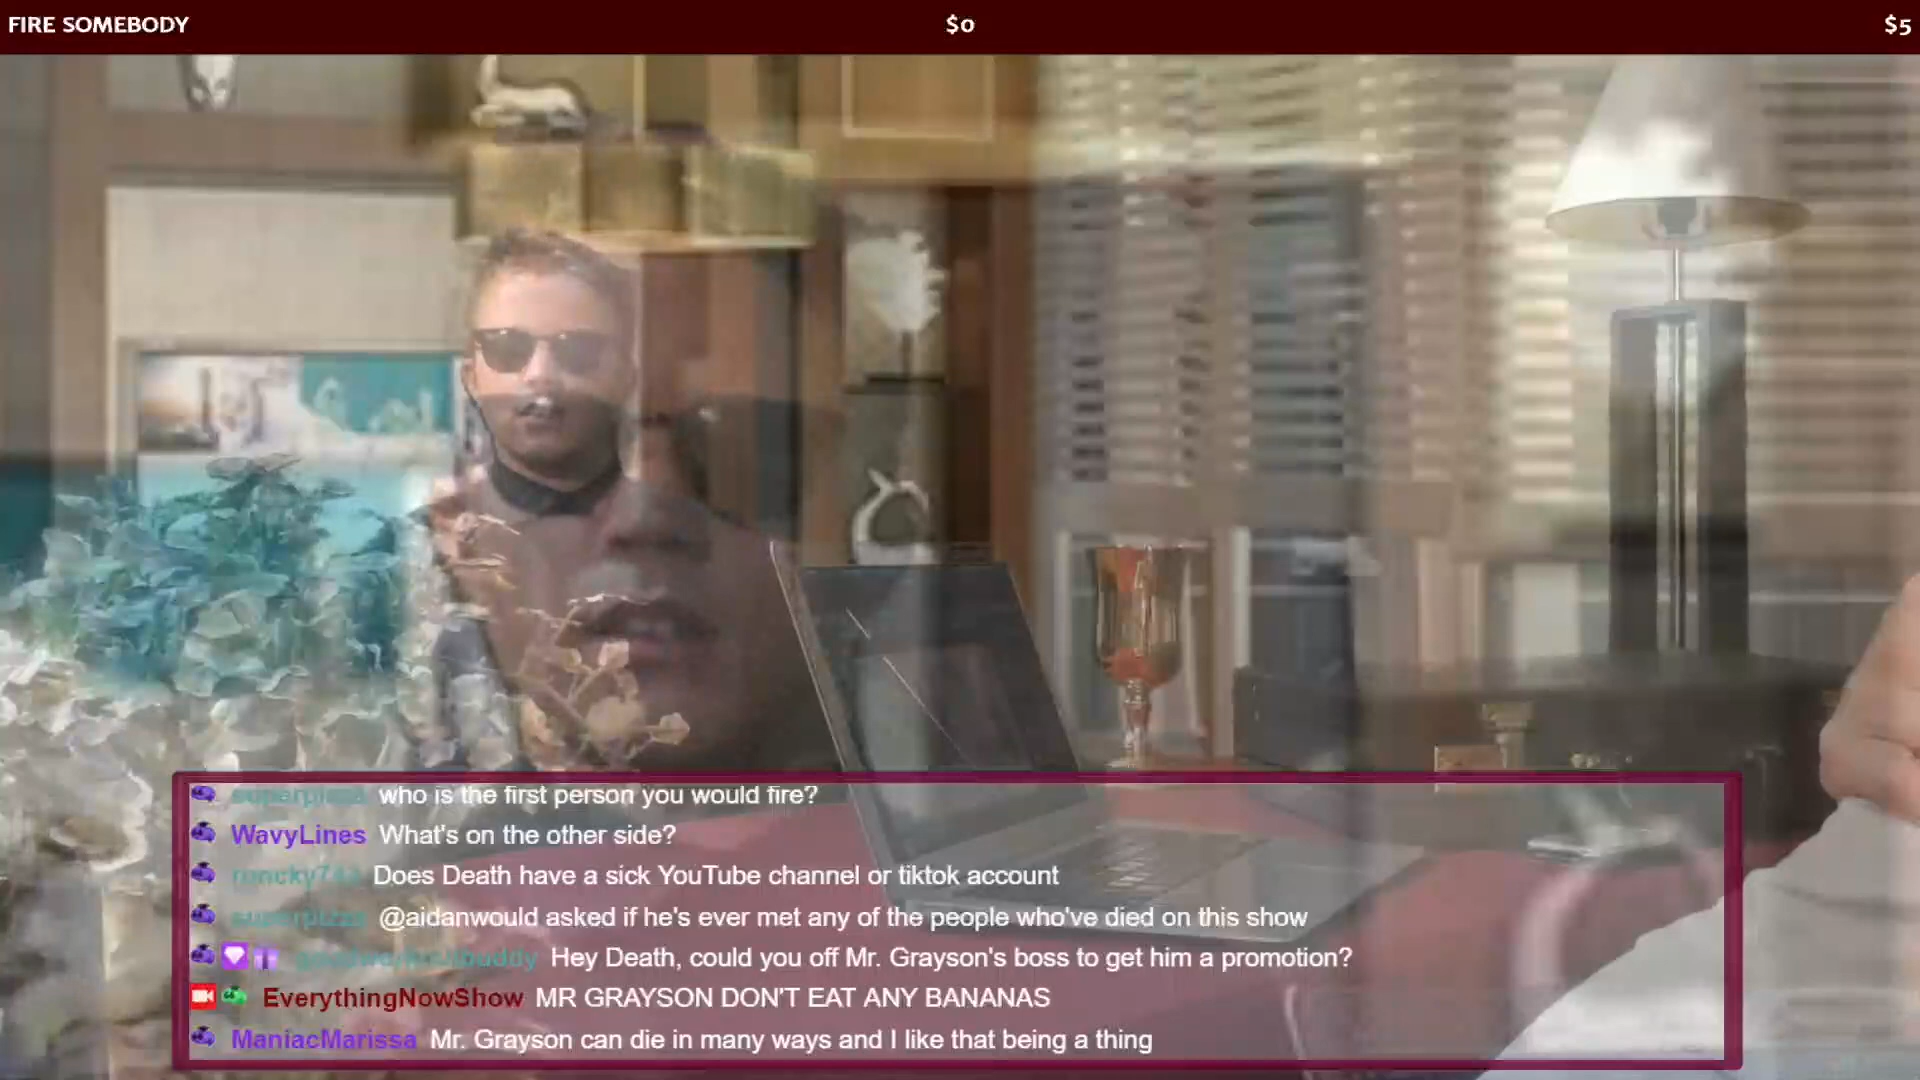 FIRE SOMEBODY $0 $5
who is the first person you would fire?
WavyLines What's on the other side?
Does Death have a sick YouTube channel or tiktok account
superpizza @aidanwould asked if he's ever met any of the people who've died on this show
Hey Death, could you off Mr. Grayson's boss to get him a promotion?
EverythingNowShow MR GRAYSON DON'T EAT ANY BANANAS
ManiacMarissa Mr. Grayson can die in many ways and I like that being a thing